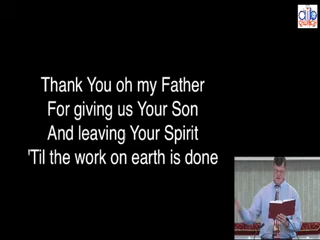 Thank You oh my Father
For giving us Your Son
And leaving Your Spirit
'Til the work on earth is done